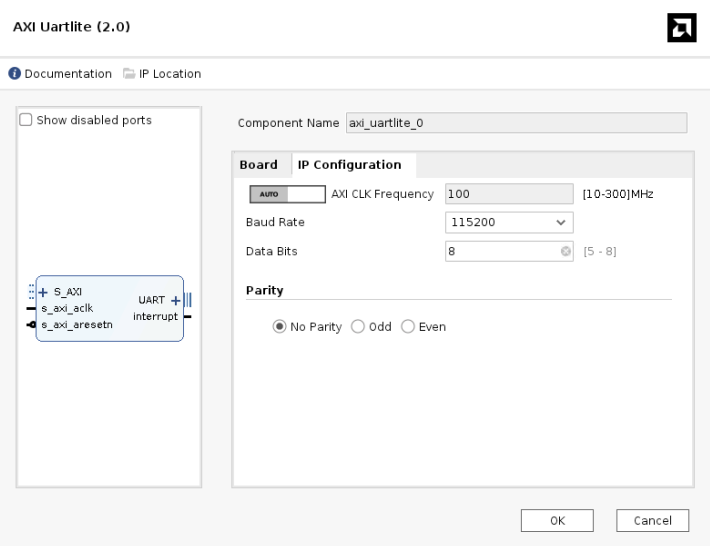 AXI Uartlite (2.0)
Documentation IP Location
Show disabled ports
S_AXI
s_axi_aclk
s_axi_aresetn
UART
interrupt
Component Name axi_uartlite_0
Board IP Configuration
AUTO AXI CLK Frequency 100 [10-300]MHz
Baud Rate 115200
Data Bits 8 [5 - 8]
Parity
No Parity Odd Even
OK Cancel